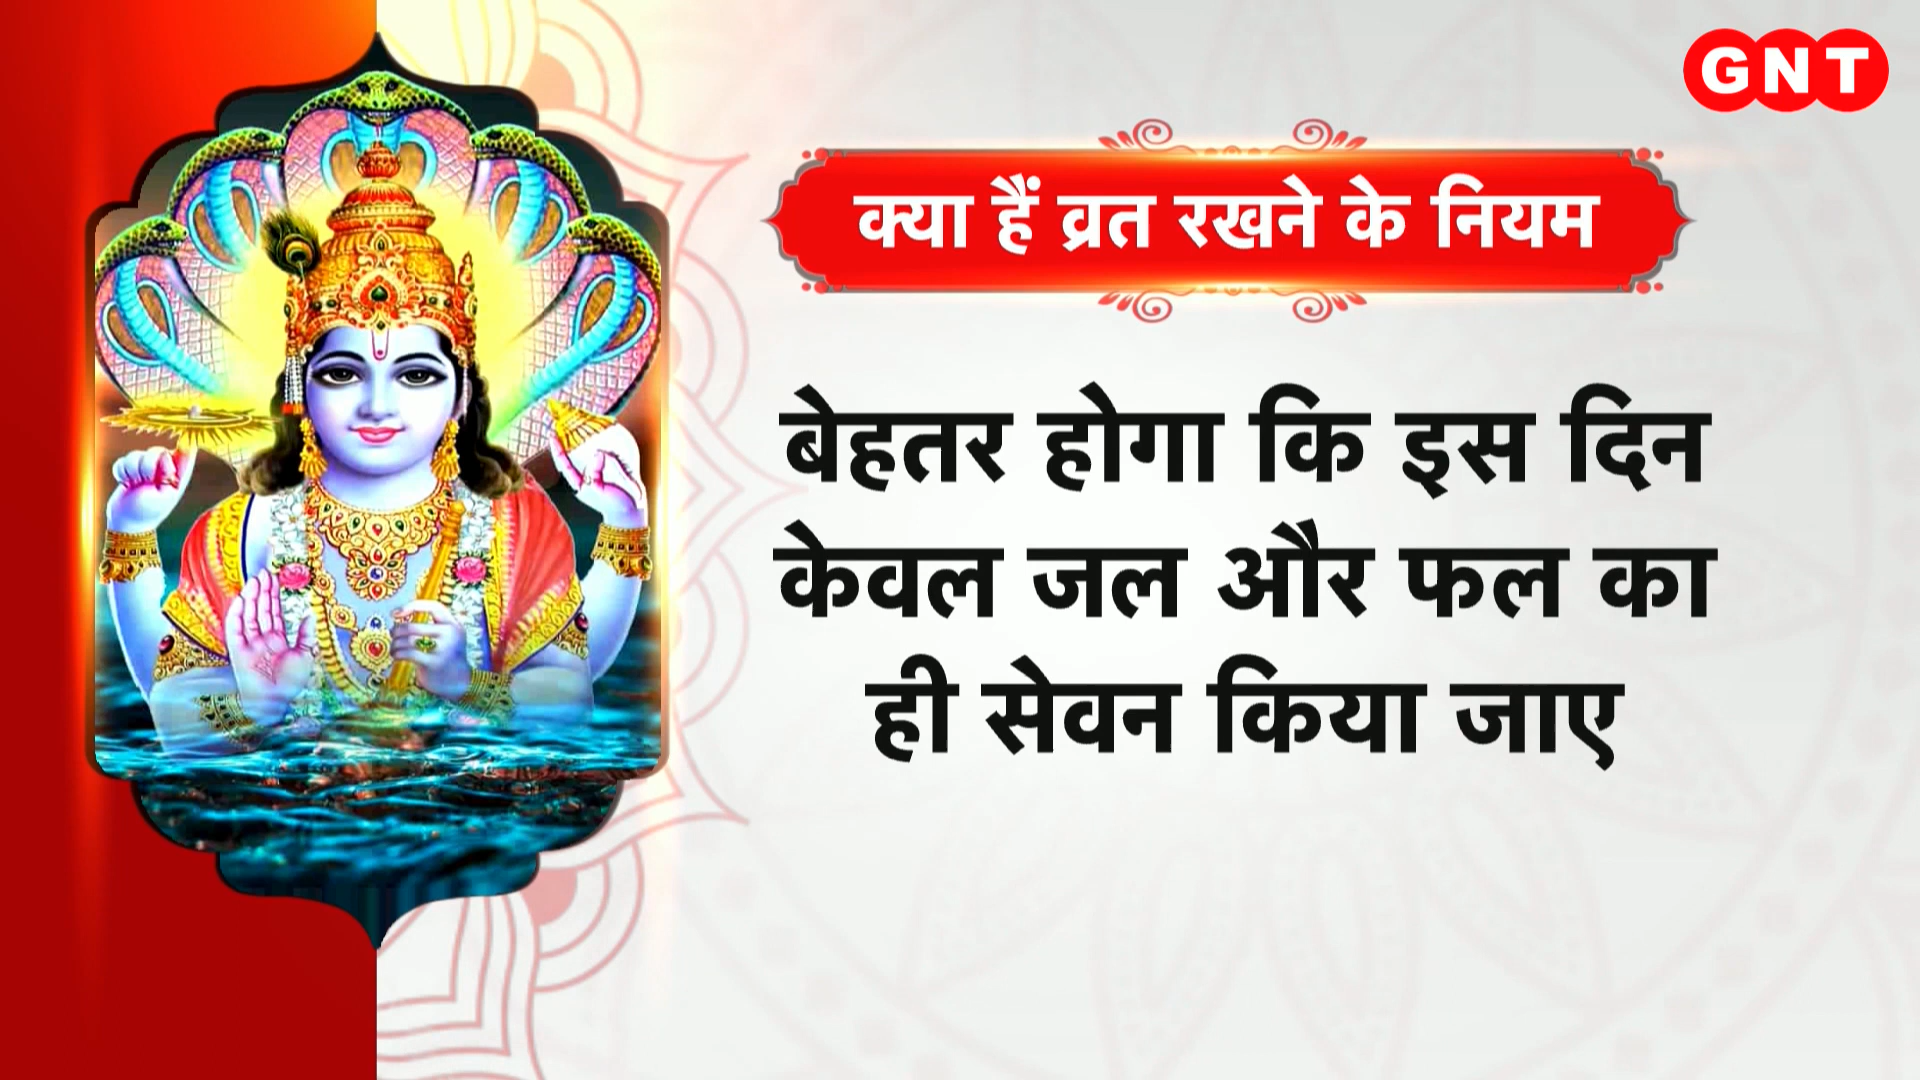 GNT
क्या हैं व्रत रखने के नियम
बेहतर होगा कि इस दिन
केवल जल और फल का
ही सेवन किया जाए